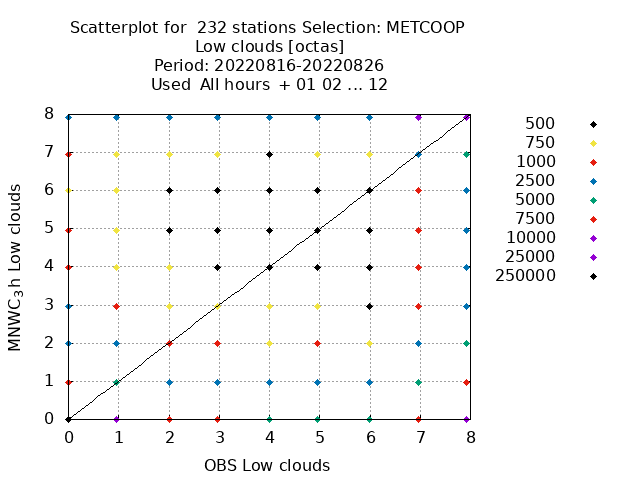 Scatterplot for  232 stations Selection: METCOOP
Low clouds [octas]
Period: 20220816-20220826
Used  All hours  + 01 02 ... 12
MNWC3h Low clouds
8
7
6
5
4
3
2
1
0
0 1 2 3 4 5 6 7 8
OBS Low clouds
500
750
1000
2500
5000
7500
10000
25000
250000